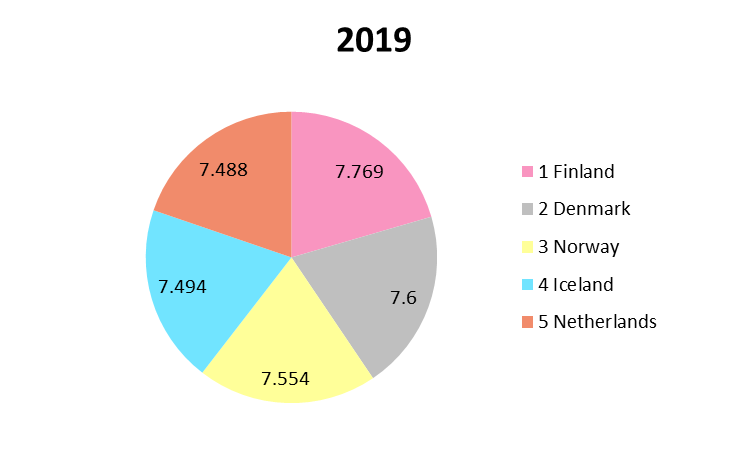 2019
7.488
7.769
7.494
7.6
7.554
1 Finland
2 Denmark
3 Norway
4 Iceland
5 Netherlands